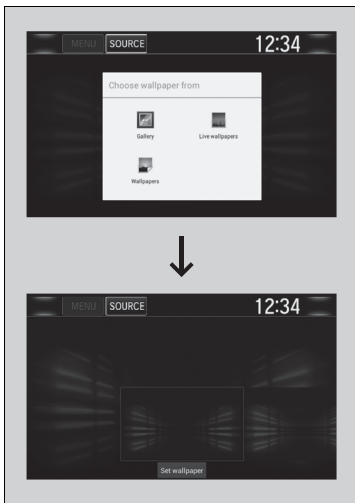 MENU SOURCE 12:34
Choose wallpaper from
Gallery Live wallpapers
Wallpapers
MENU SOURCE 12:34
Set wallpaper